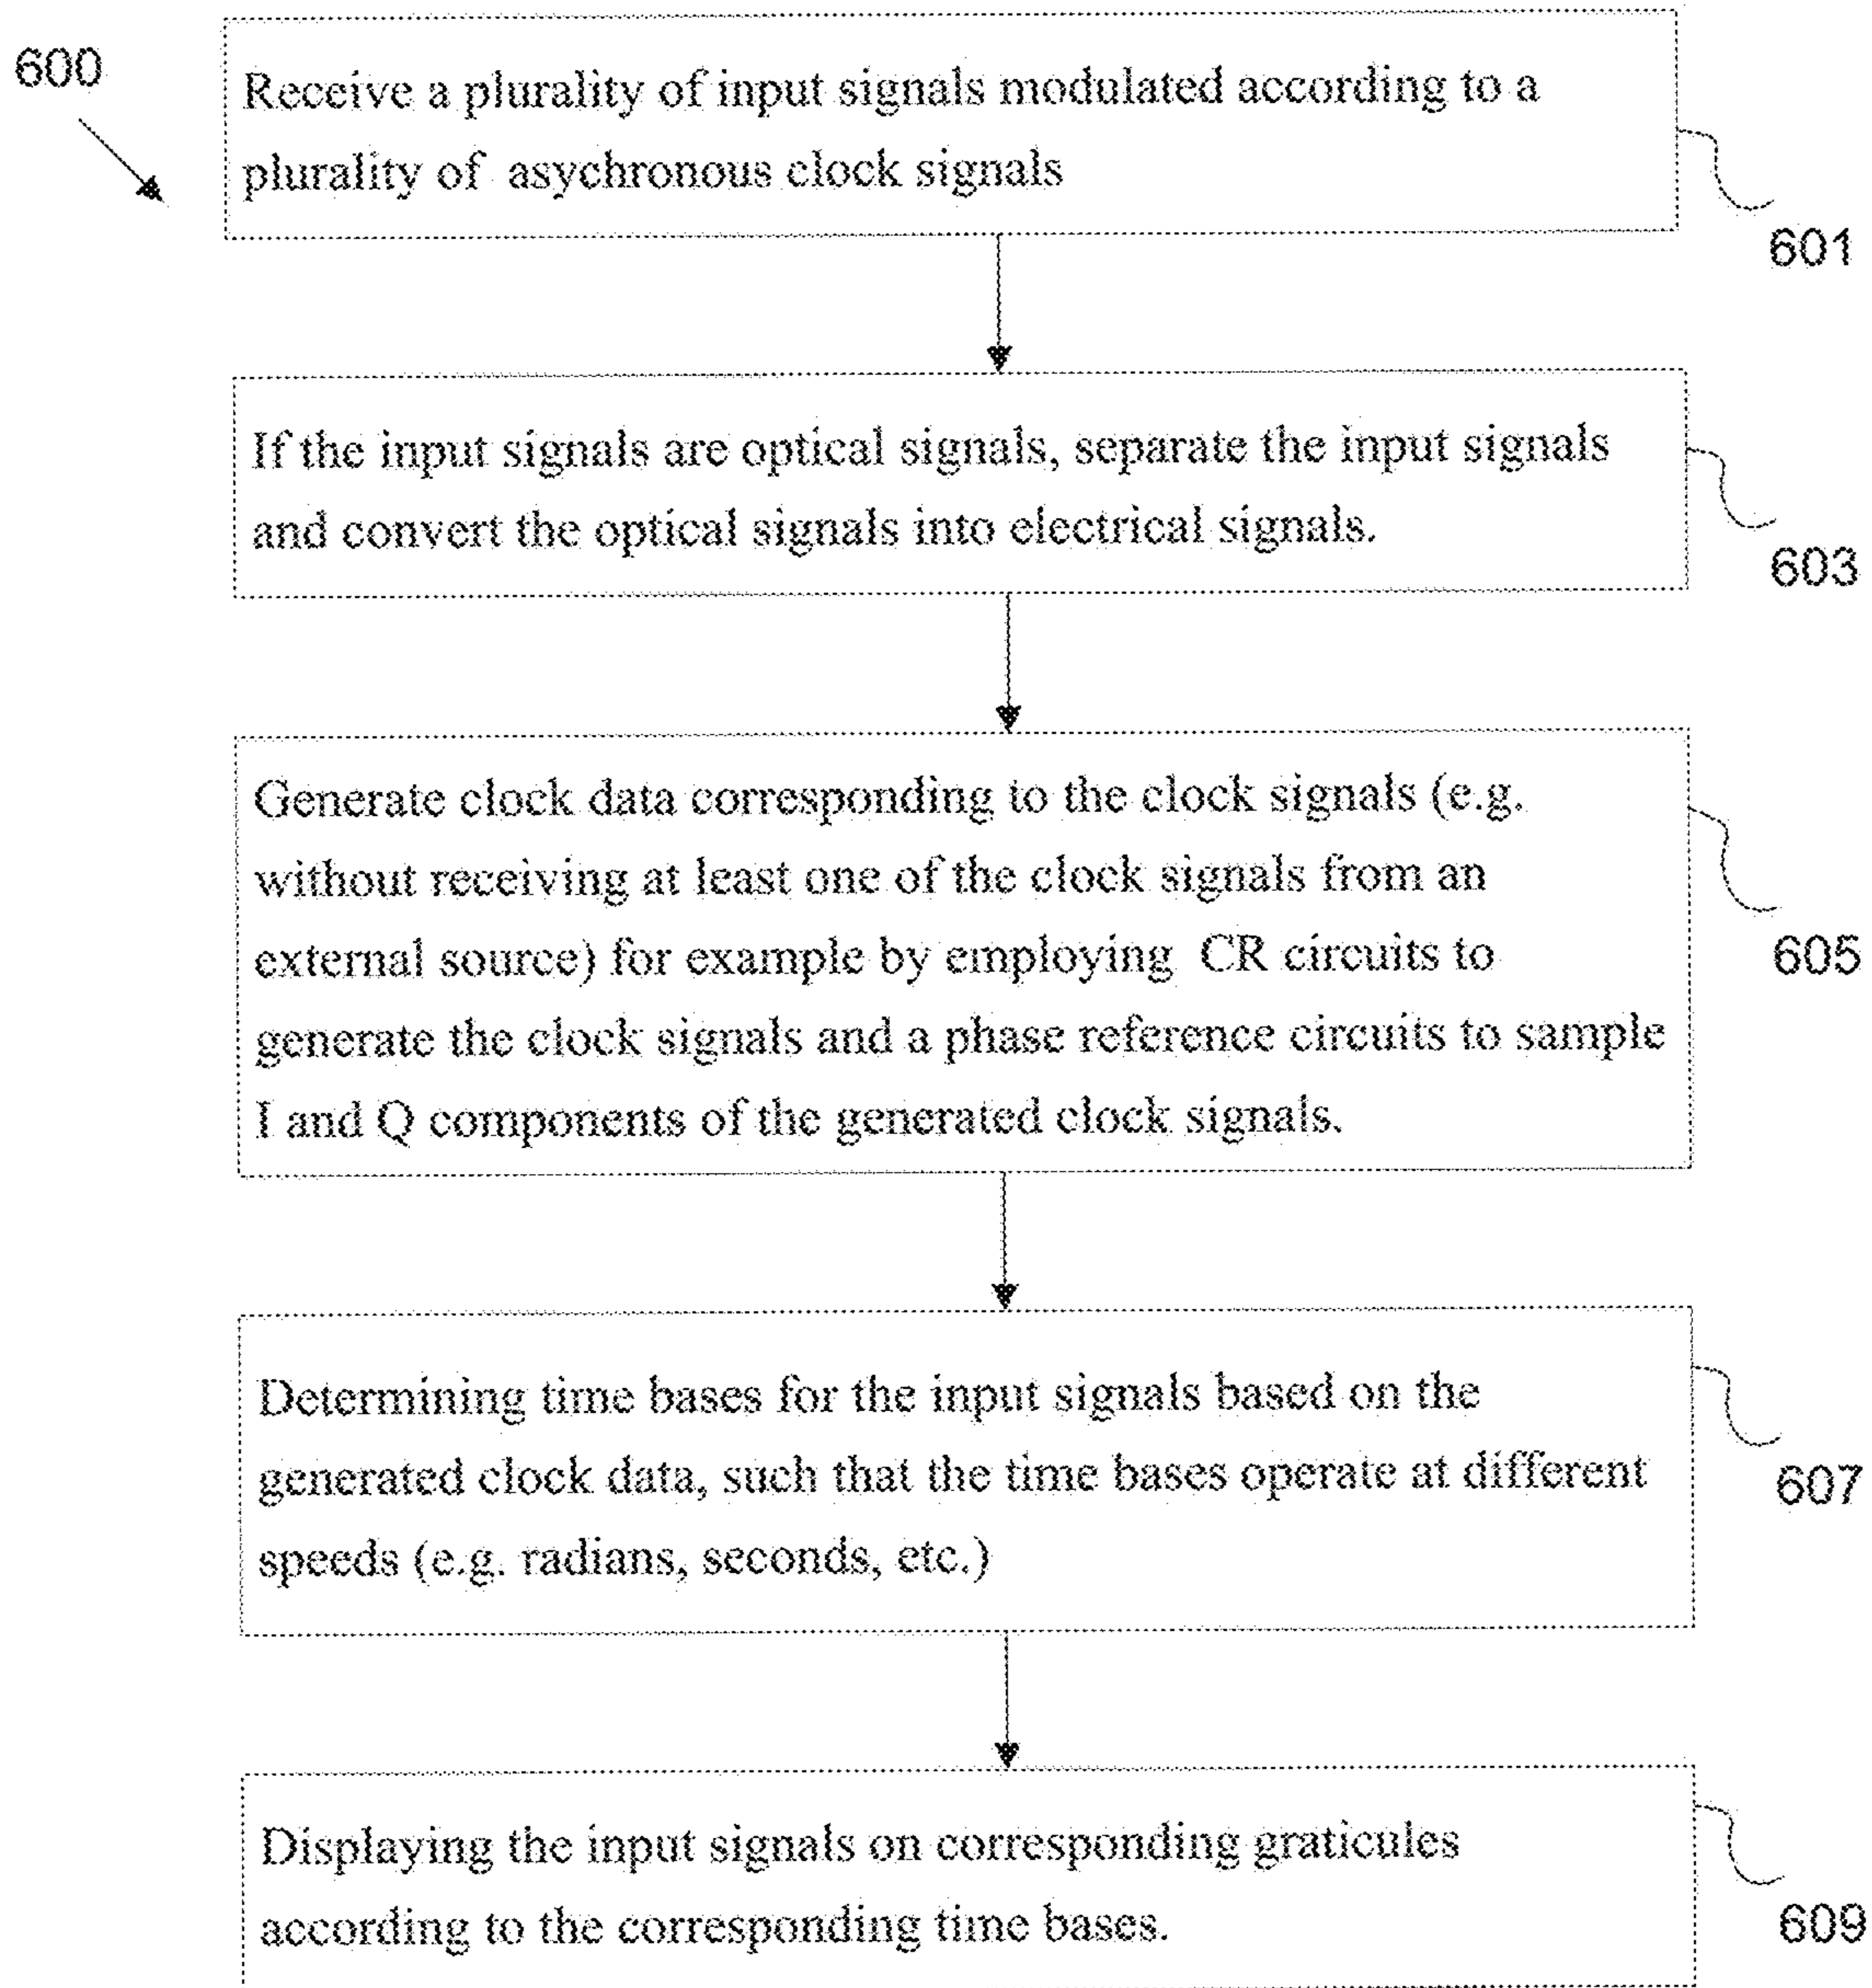 600
Receive a plurality of input signals modulated according to a
plurality of asychronous clock signals
601
If the input signals are optical signals, separate the input signals
and convert the optical signals into electrical signals.
603
Generate clock data corresponding to the clock signals (e.g.
without receiving at least one of the clock signals from an
external source) for example by employing CR circuits to
generate the clock signals and a phase reference circuits to sample
I and Q components of the generated clock signals.
605
Determining time bases for the input signals based on the
generated clock data, such that the time bases operate at different
speeds (e.g. radians, seconds, etc.)
607
Displaying the input signals on corresponding graticules
according to the corresponding time bases.
609